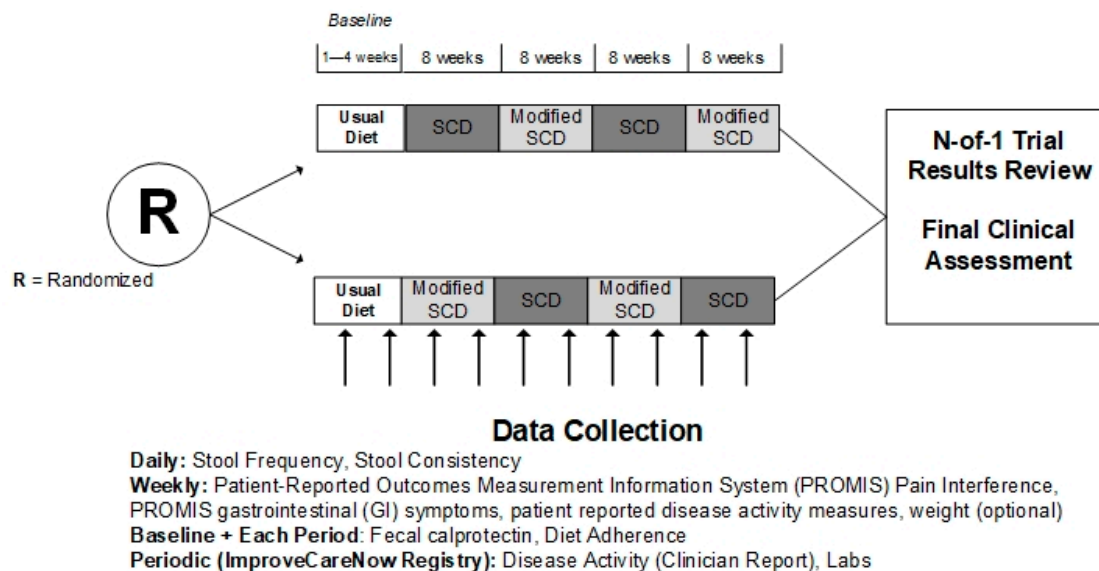 Baseline
1—4 weeks 8 weeks 8 weeks 8 weeks 8 weeks
Usual Diet SCD Modified SCD SCD Modified SCD
R
R = Randomized
N-of-1 Trial
Results Review
Final Clinical
Assessment
Usual Diet Modified SCD SCD Modified SCD SCD
Data Collection
Daily: Stool Frequency, Stool Consistency
Weekly: Patient-Reported Outcomes Measurement Information System (PROMIS) Pain Interference,
PROMIS gastrointestinal (GI) symptoms, patient reported disease activity measures, weight (optional)
Baseline + Each Period: Fecal calprotectin, Diet Adherence
Periodic (ImproveCareNow Registry): Disease Activity (Clinician Report), Labs